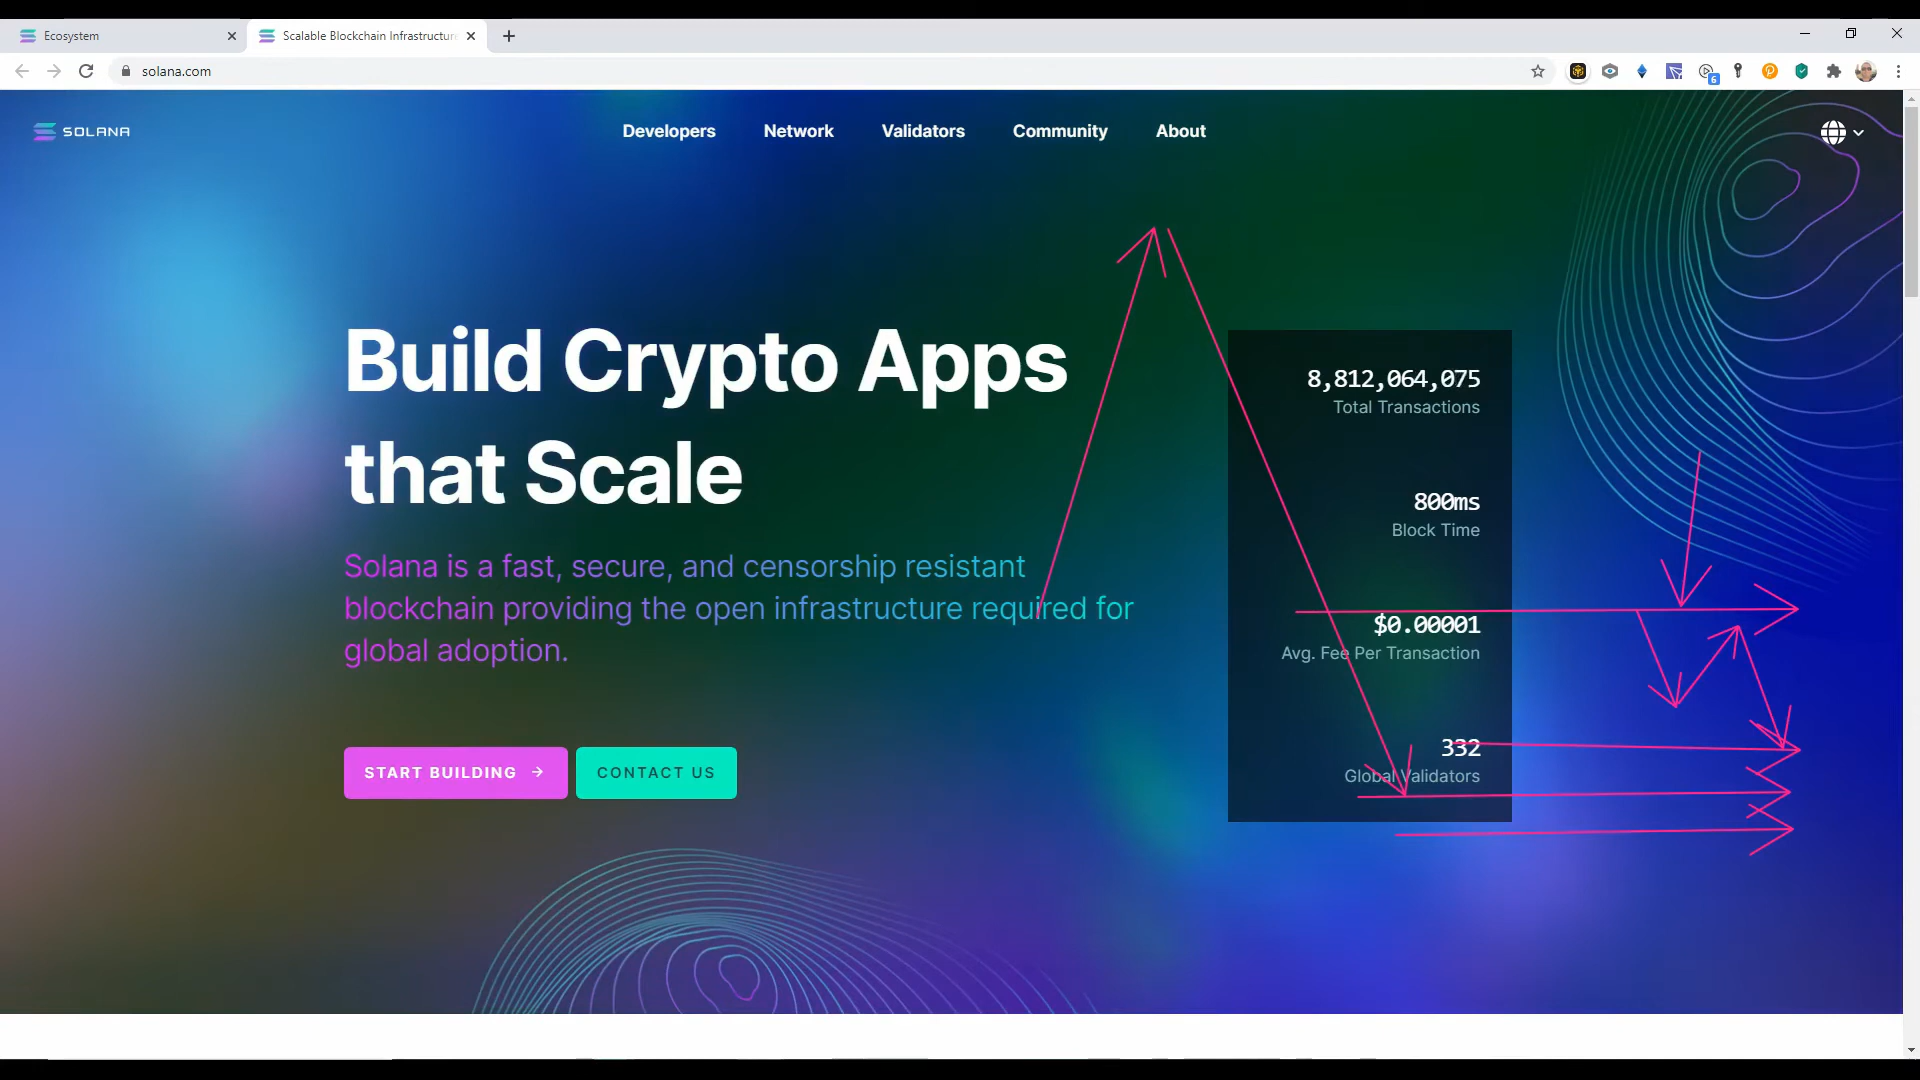 Ecosystem
Scalable Blockchain Infrastructure
solana.com
6
SOLANA
Developers
Network
Validators
Community
About
Build Crypto Apps
that Scale
Solana is a fast, secure, and censorship resistant
blockchain providing the open infrastructure required for
global adoption.
START BUILDING
CONTACT US
8,812,064,075
Total Transactions
800ms
Block Time
$0.00001
Avg. Fee Per Transaction
332
Global Validators